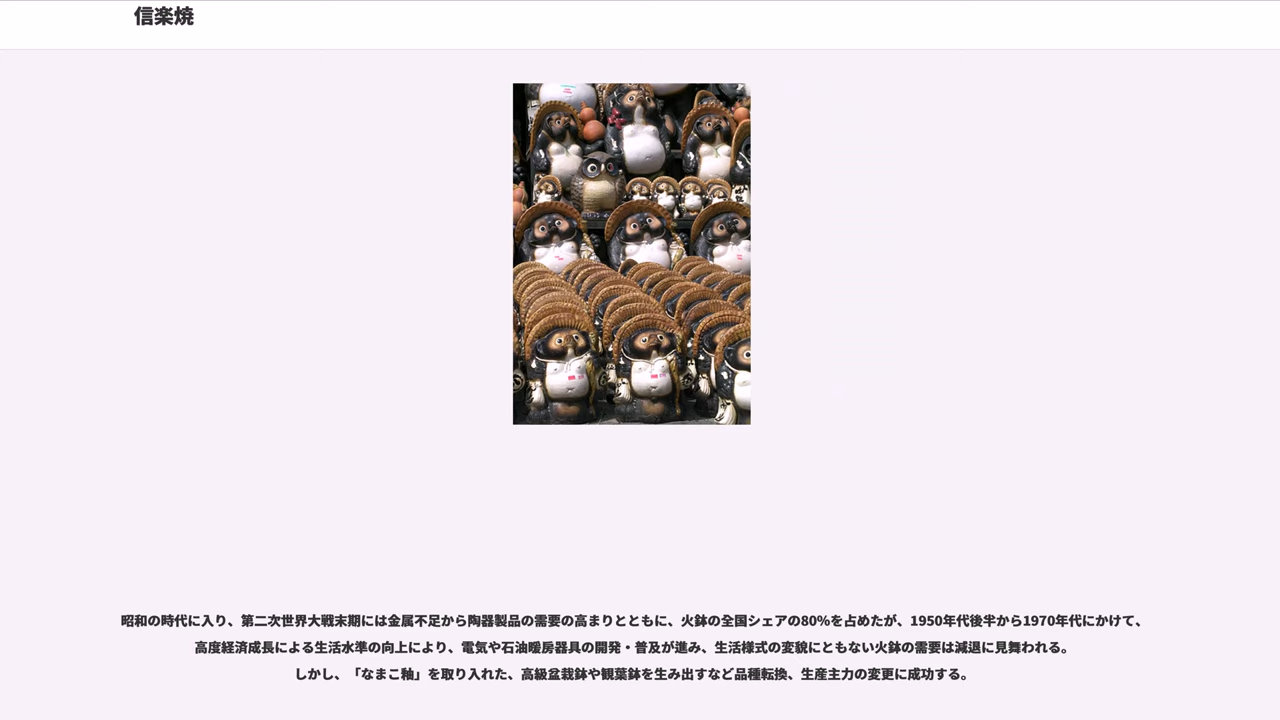 信楽焼
昭和の時代に入り、第二次世界大戦末期には金属不足から陶器製品の需要の高まりとともに、火鉢の全国シェアの80%を占めたが、1950年代後半から1970年代にかけて、
高度経済成長による生活水準の向上により、電気や石油暖房器具の開発・普及が進み、生活様式の変貌にともない火鉢の需要は減退に見舞われる。
しかし、「なまこ釉」を取り入れた、高級盆栽鉢や観葉鉢を生み出すなど品種転換、生産主力の変更に成功する。